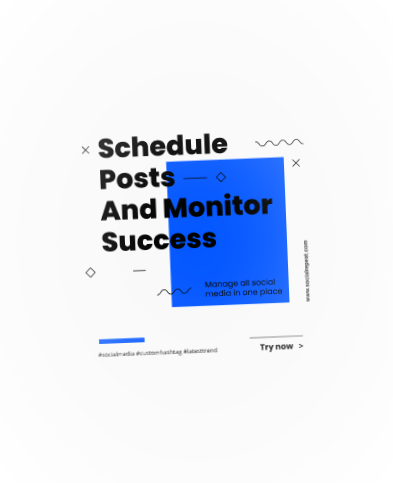 Schedule
Posts
And Monitor
Success
Manage all social
media in one place
www.socialrepeat.com
#socialmedia #customhashtag #latesttrend
Try now >